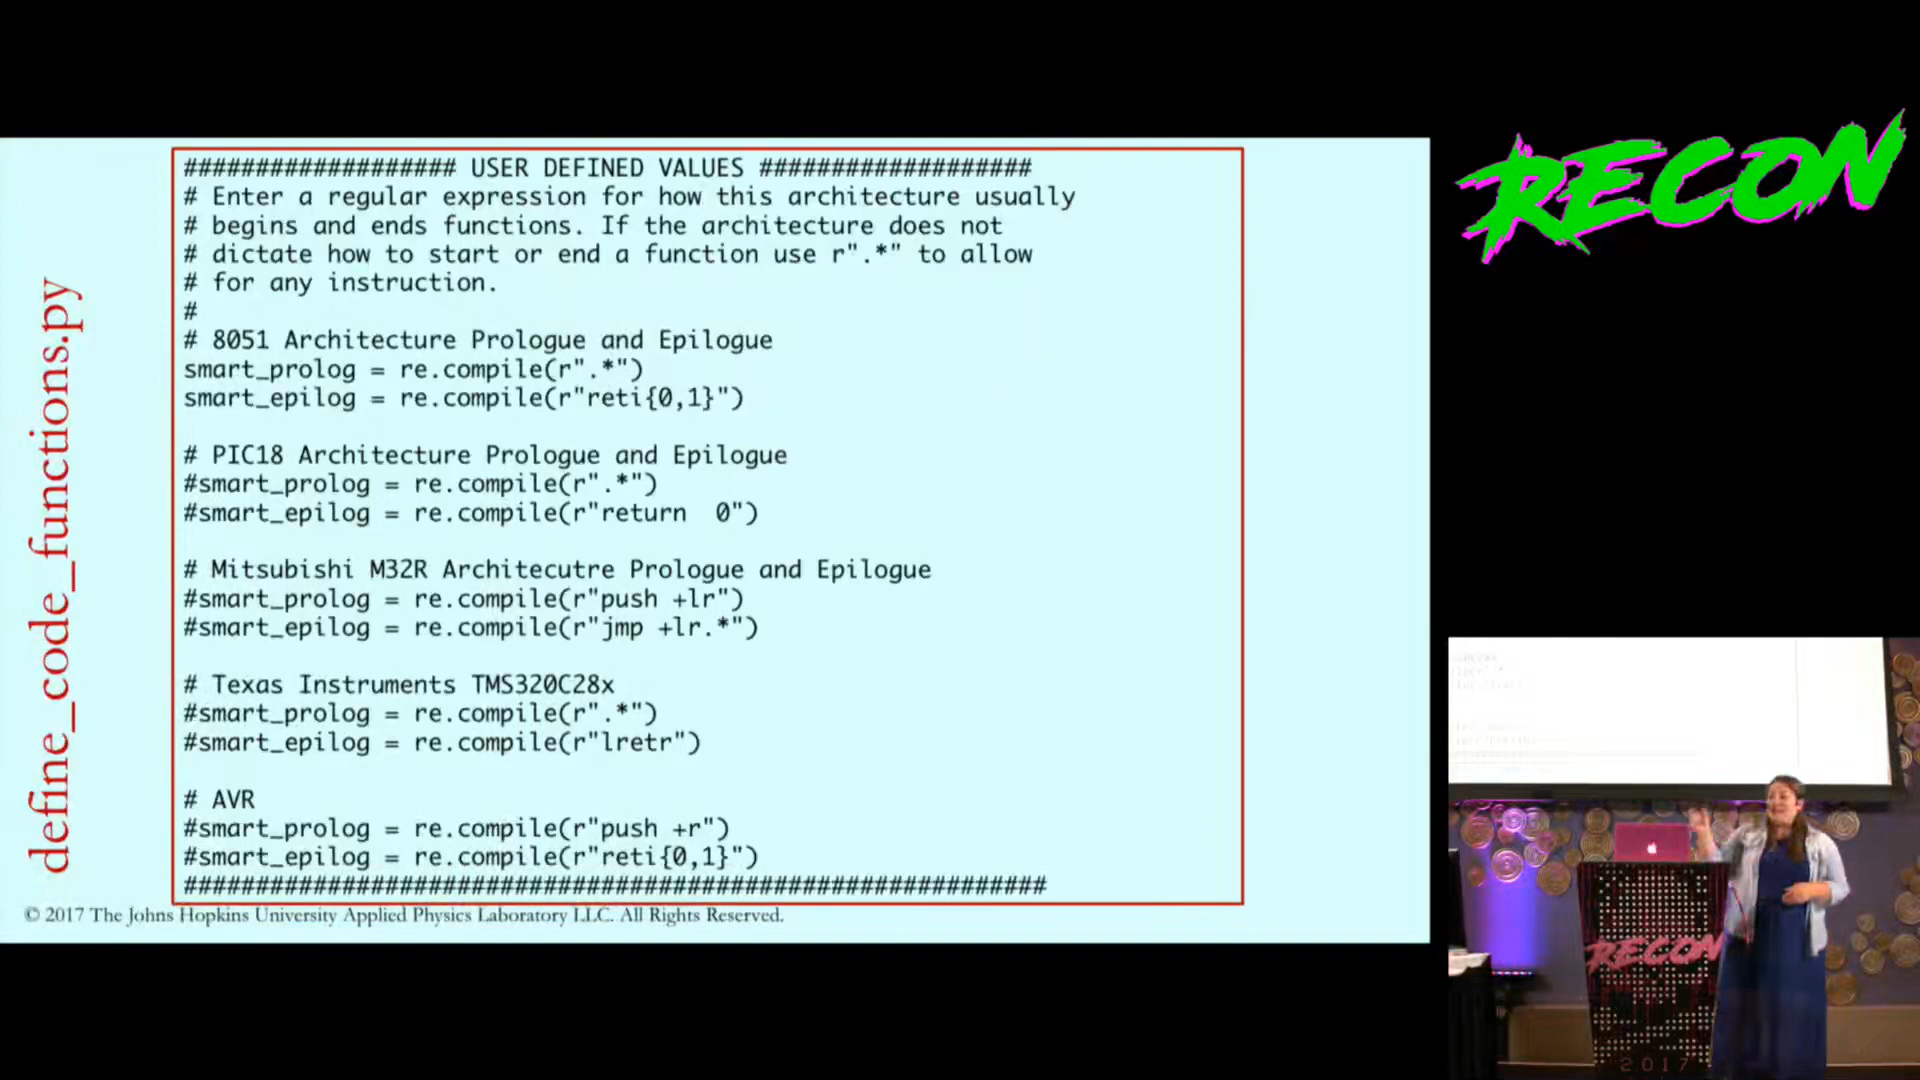 define_code_functions.py
################### USER DEFINED VALUES ###################
# Enter a regular expression for how this architecture usually
# begins and ends functions. If the architecture does not
# dictate how to start or end a function use r".*" to allow
# for any instruction.
#
# 8051 Architecture Prologue and Epilogue
smart_prolog = re.compile(r".*")
smart_epilog = re.compile(r"reti{0,1}")
# PIC18 Architecture Prologue and Epilogue
#smart_prolog = re.compile(r".*")
#smart_epilog = re.compile(r"return  0")
# Mitsubishi M32R Architecutre Prologue and Epilogue
#smart_prolog = re.compile(r"push +lr")
#smart_epilog = re.compile(r"jmp +lr.*")
# Texas Instruments TMS320C28x
#smart_prolog = re.compile(r".*")
#smart_epilog = re.compile(r"lretr")
# AVR
#smart_prolog = re.compile(r"push +r")
#smart_epilog = re.compile(r"reti{0,1}")
############################################################
© 2017 The Johns Hopkins University Applied Physics Laboratory LLC. All Rights Reserved.
RECON
RECON
2017